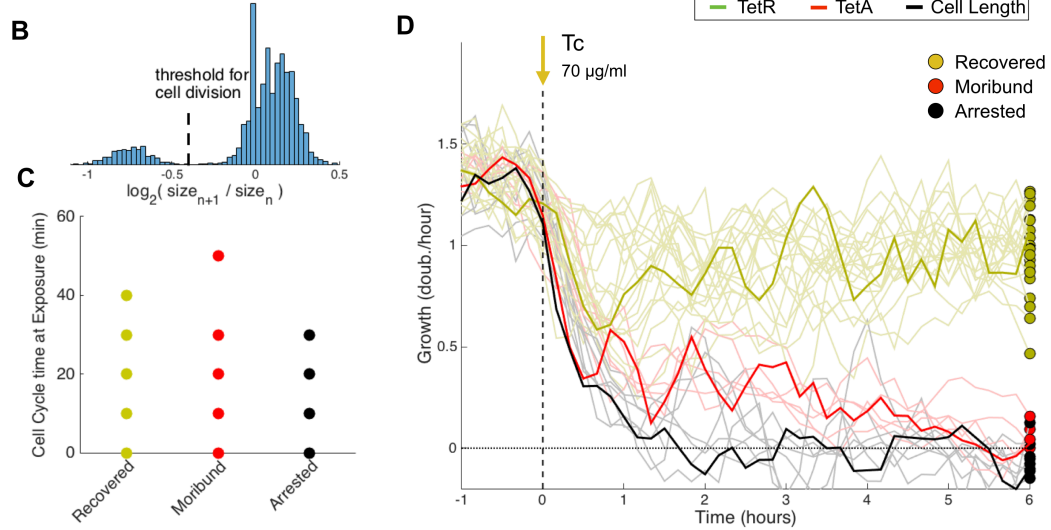 TetR TetA Cell Length
B
threshold for
cell division
-1 -0.5 0 0.5
log2( size n+1 / size n )
C
Cell Cycle time at Exposure (min)
60
40
20
0
Recovered Moribund Arrested
D
Tc
70 µg/ml
Recovered
Moribund
Arrested
Growth (doub./hour)
1.5
1
0.5
0
-1 0 1 2 3 4 5 6
Time (hours)